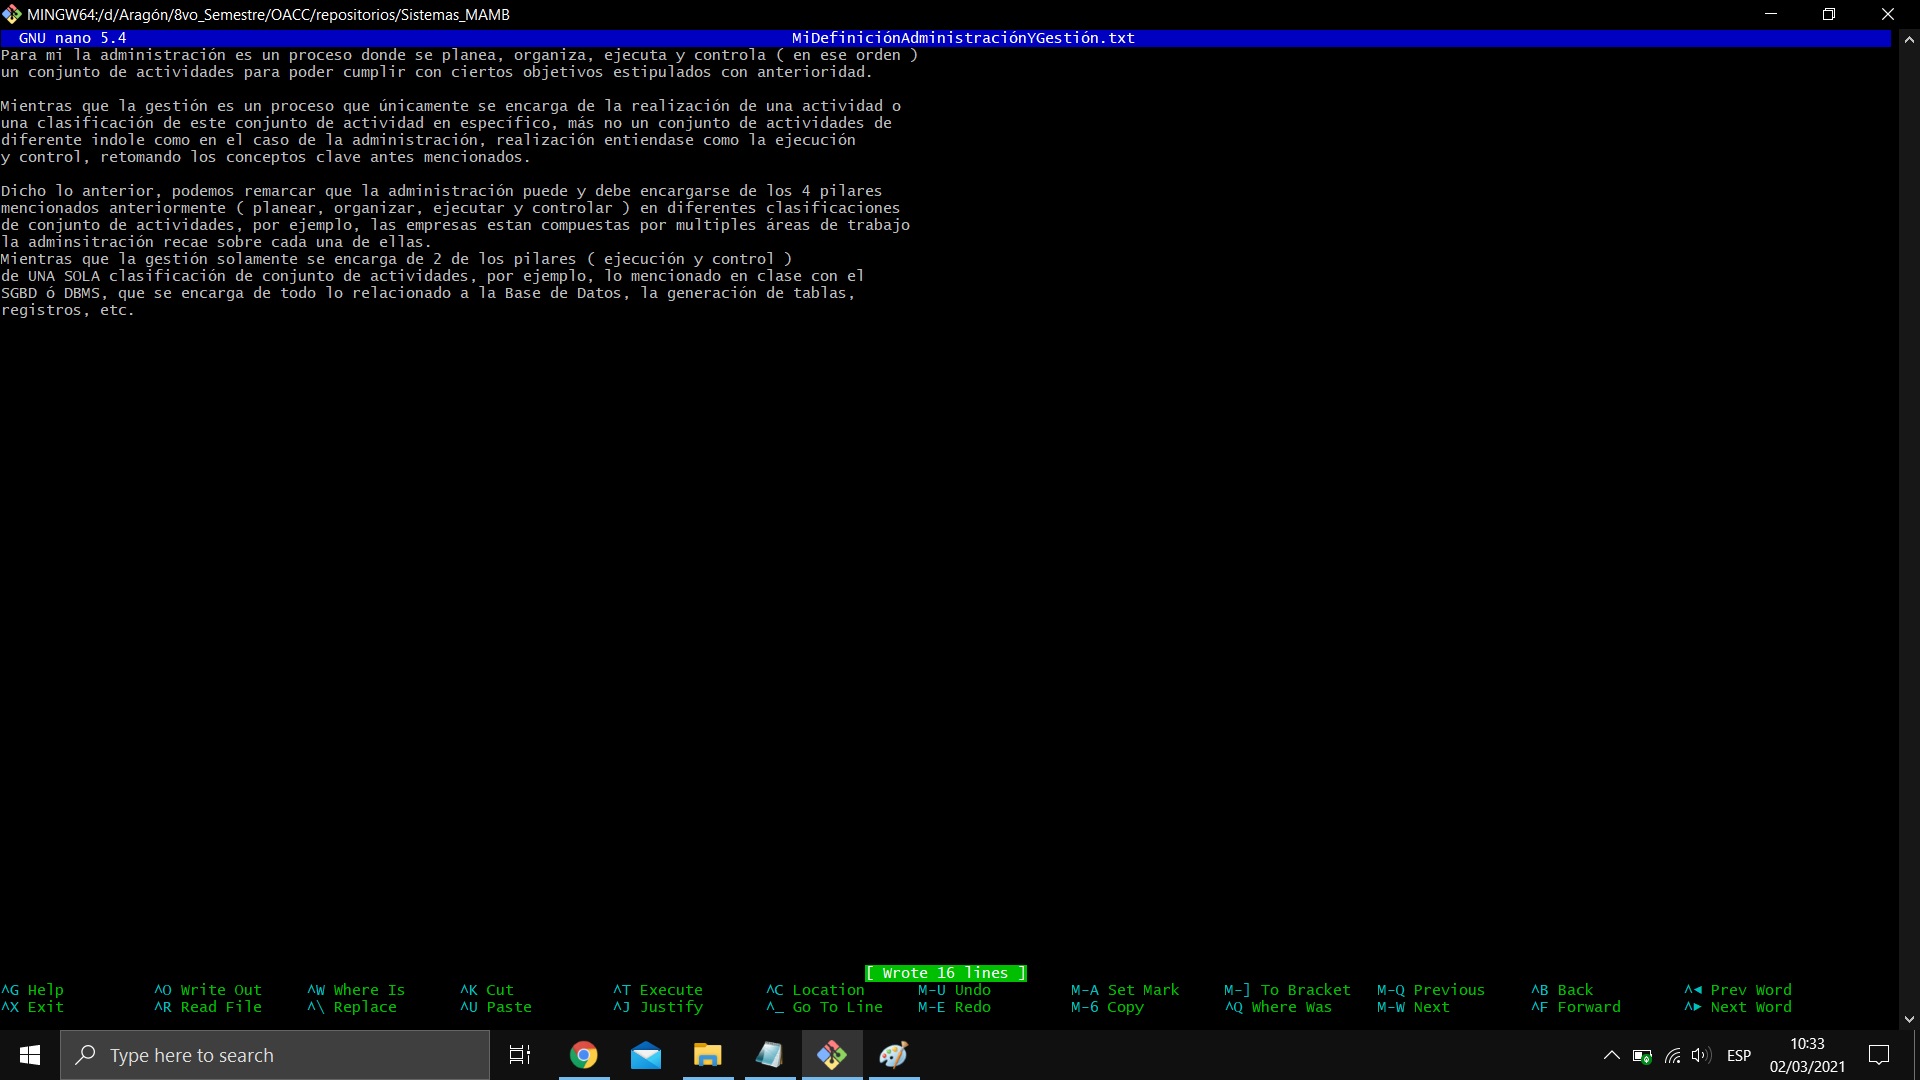 MINGW64:/d/Aragón/8vo_Semestre/OACC/repositorios/Sistemas_MAMB
GNU nano 5.4 MiDefiniciónAdministraciónYGestión.txt
Para mi la administración es un proceso donde se planea, organiza, ejecuta y controla ( en ese orden )
un conjunto de actividades para poder cumplir con ciertos objetivos estipulados con anterioridad.
Mientras que la gestión es un proceso que únicamente se encarga de la realización de una actividad o
una clasificación de este conjunto de actividad en específico, más no un conjunto de actividades de
diferente indole como en el caso de la administración, realización entiendase como la ejecución
y control, retomando los conceptos clave antes mencionados.
Dicho lo anterior, podemos remarcar que la administración puede y debe encargarse de los 4 pilares
mencionados anteriormente ( planear, organizar, ejecutar y controlar ) en diferentes clasificaciones
de conjunto de actividades, por ejemplo, las empresas estan compuestas por multiples áreas de trabajo
la adminsitración recae sobre cada una de ellas.
Mientras que la gestión solamente se encarga de 2 de los pilares ( ejecución y control )
de UNA SOLA clasificación de conjunto de actividades, por ejemplo, lo mencionado en clase con el
SGBD ó DBMS, que se encarga de todo lo relacionado a la Base de Datos, la generación de tablas,
registros, etc.
[ Wrote 16 lines ]
^G Help ^O Write Out ^W Where Is ^K Cut ^T Execute ^C Location M-U Undo M-A Set Mark M-] To Bracket M-Q Previous ^B Back ^◂ Prev Word
^X Exit ^R Read File ^\ Replace ^U Paste ^J Justify ^_ Go To Line M-E Redo M-6 Copy ^Q Where Was M-W Next ^F Forward ^▸ Next Word
Type here to search ESP 10:33
02/03/2021